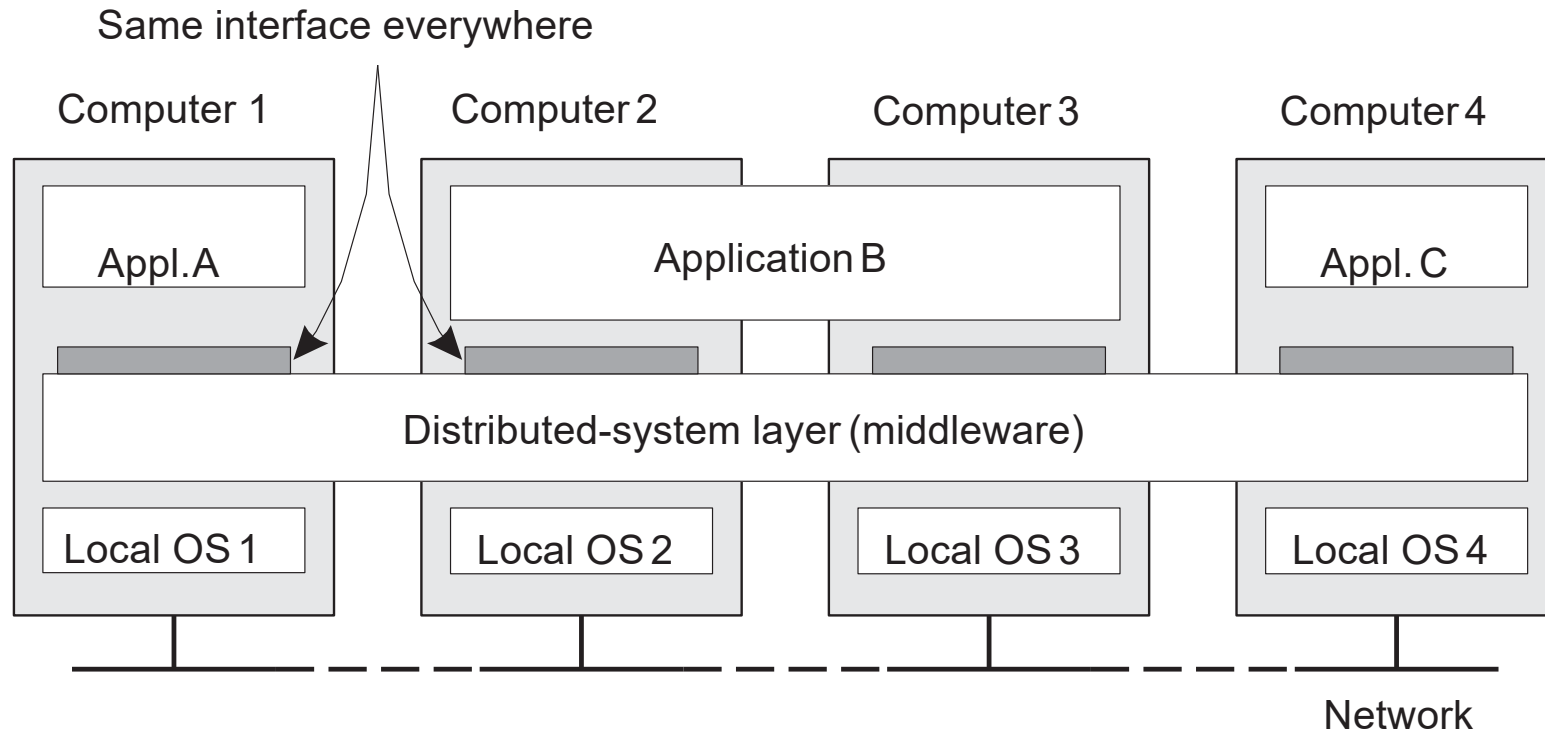 Same interface everywhere
Computer 1
Computer 2
Computer 3
Computer 4
Appl. A
Application B
Appl. C
Distributed-system layer (middleware)
Local OS 1
Local OS 2
Local OS 3
Local OS 4
Network